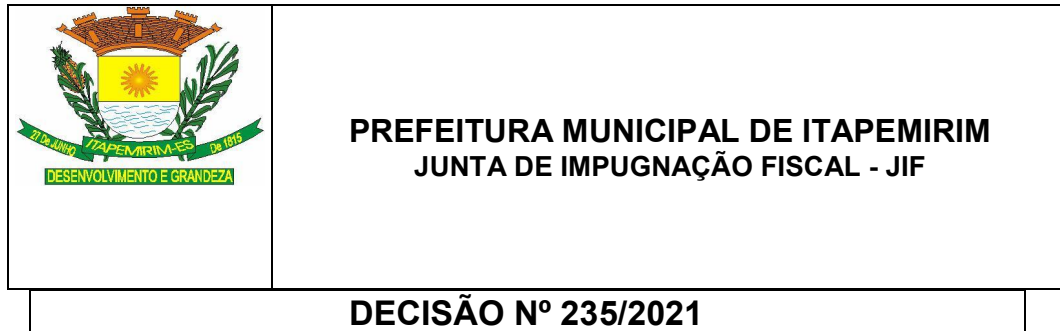 27 De JUNHO
ITAPEMIRIM-ES
De 1815
DESENVOLVIMENTO E GRANDEZA
PREFEITURA MUNICIPAL DE ITAPEMIRIM
JUNTA DE IMPUGNAÇÃO FISCAL - JIF
DECISÃO Nº 235/2021